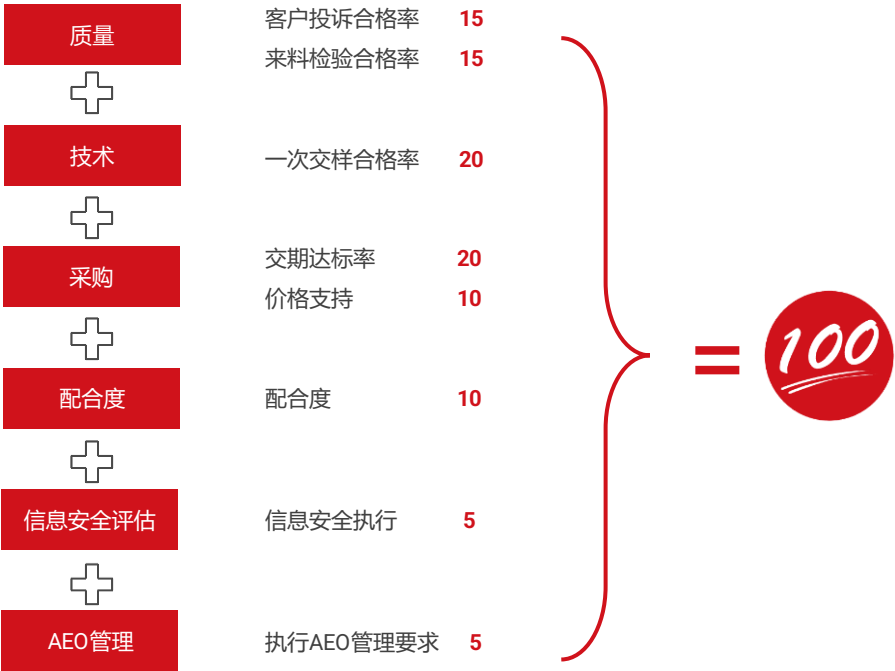 质量
客户投诉合格率 15
来料检验合格率 15
技术
一次交样合格率 20
采购
交期达标率 20
价格支持 10
配合度
配合度 10
信息安全评估
信息安全执行 5
AEO管理
执行AEO管理要求 5
=
100